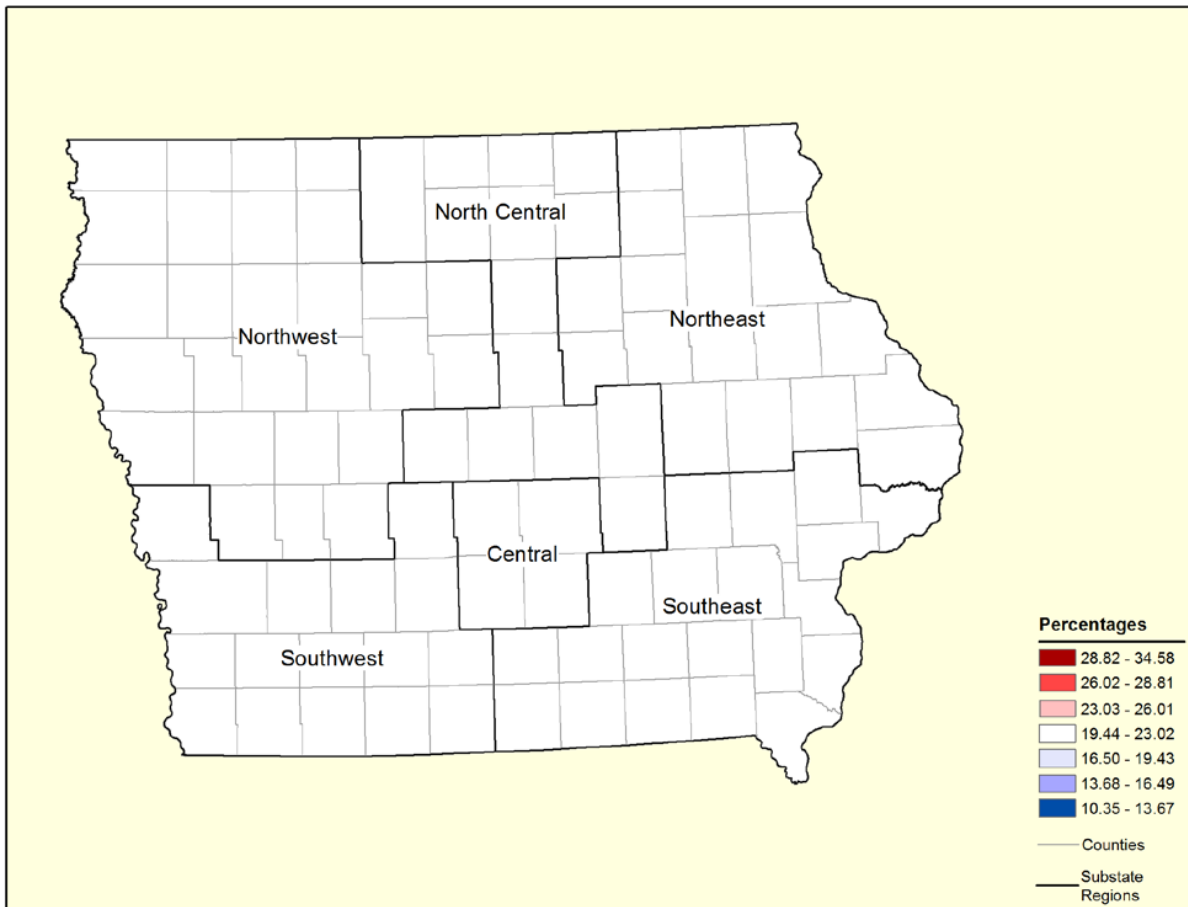 North Central
Northwest
Northeast
Central
Southeast
Southwest
Percentages
28.82 - 34.58
26.02 - 28.81
23.03 - 26.01
19.44 - 23.02
16.50 - 19.43
13.68 - 16.49
10.35 - 13.67
Counties
Substate
Regions